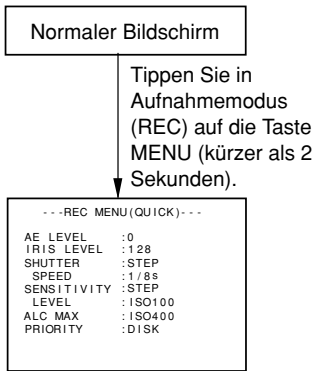 Normaler Bildschirm
Tippen Sie in
Aufnahmemodus
(REC) auf die Taste
MENU (kürzer als 2
Sekunden).
---REC MENU(QUICK)---
AE LEVEL :0
IRIS LEVEL :128
SHUTTER :STEP
SPEED :1/8s
SENSITIVITY :STEP
LEVEL :ISO100
ALC MAX :ISO400
PRIORITY :DISK